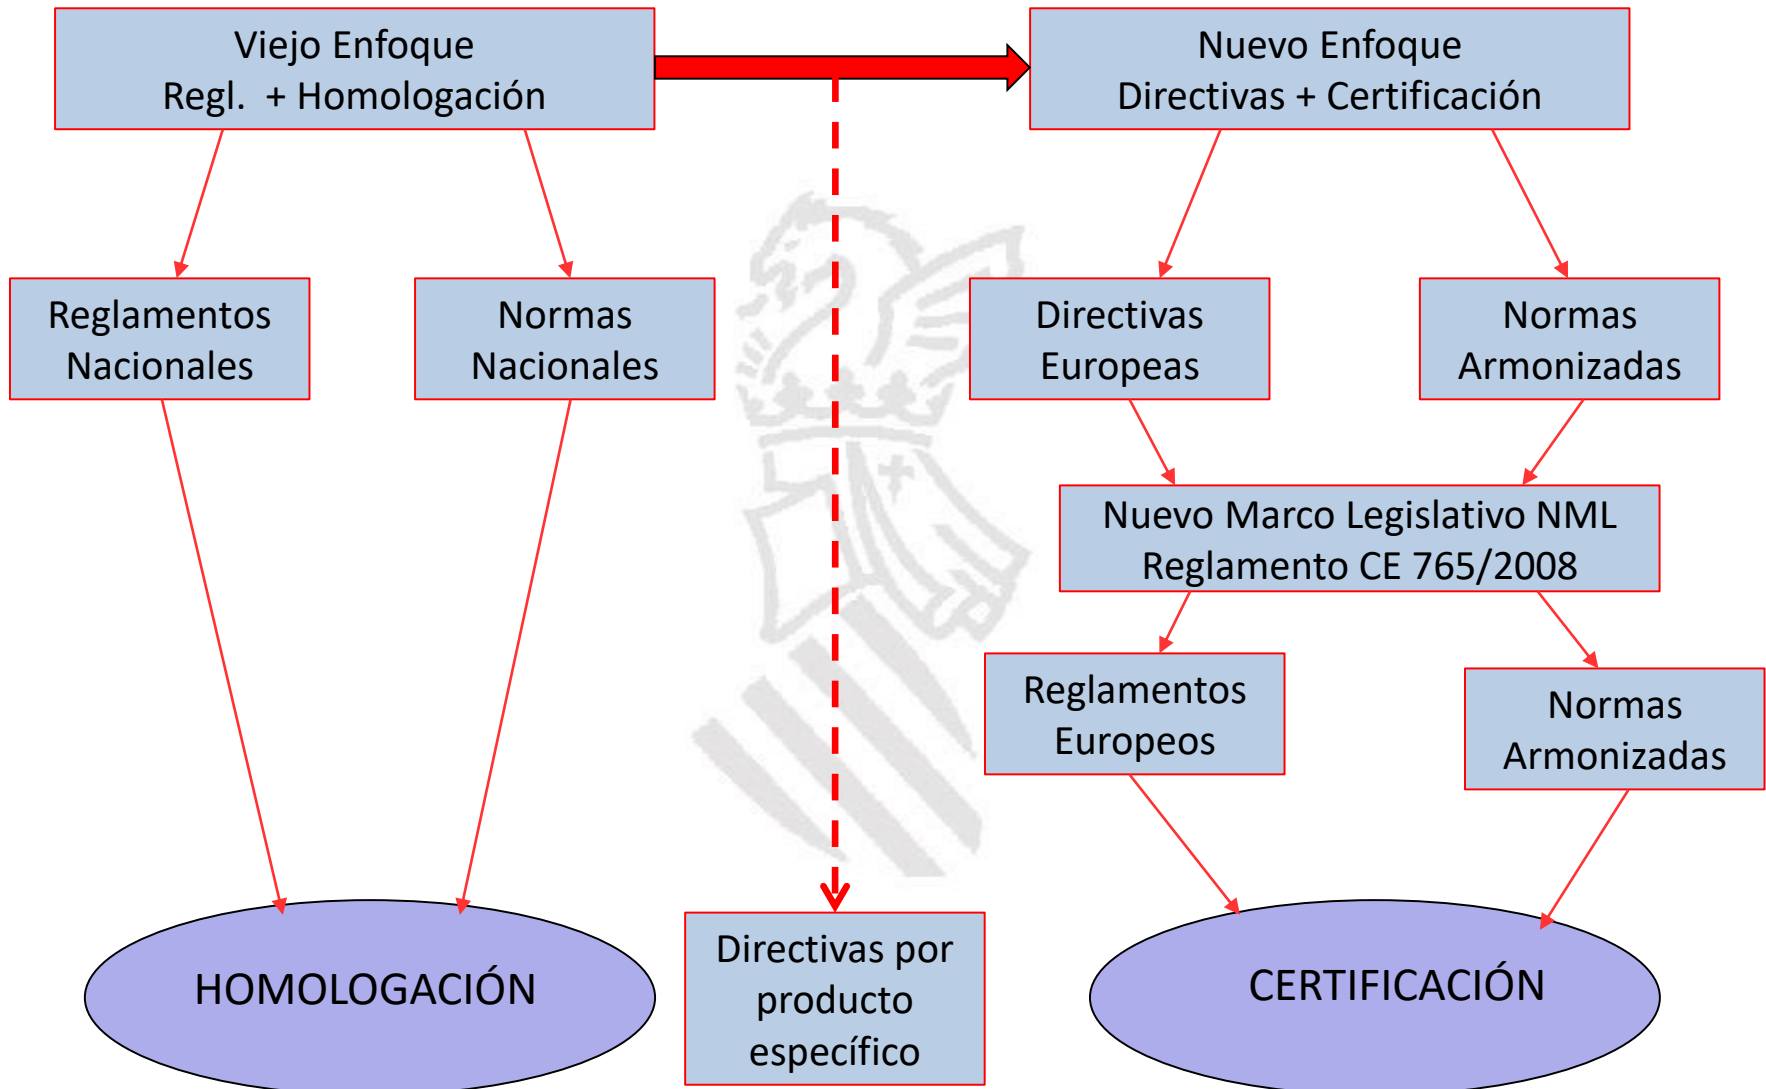 Viejo Enfoque
Regl. + Homologación
Nuevo Enfoque
Directivas + Certificación
Reglamentos
Nacionales
Normas
Nacionales
Directivas
Europeas
Normas
Armonizadas
Nuevo Marco Legislativo NML
Reglamento CE 765/2008
Reglamentos
Europeos
Normas
Armonizadas
HOMOLOGACIÓN
Directivas por
producto
específico
CERTIFICACIÓN